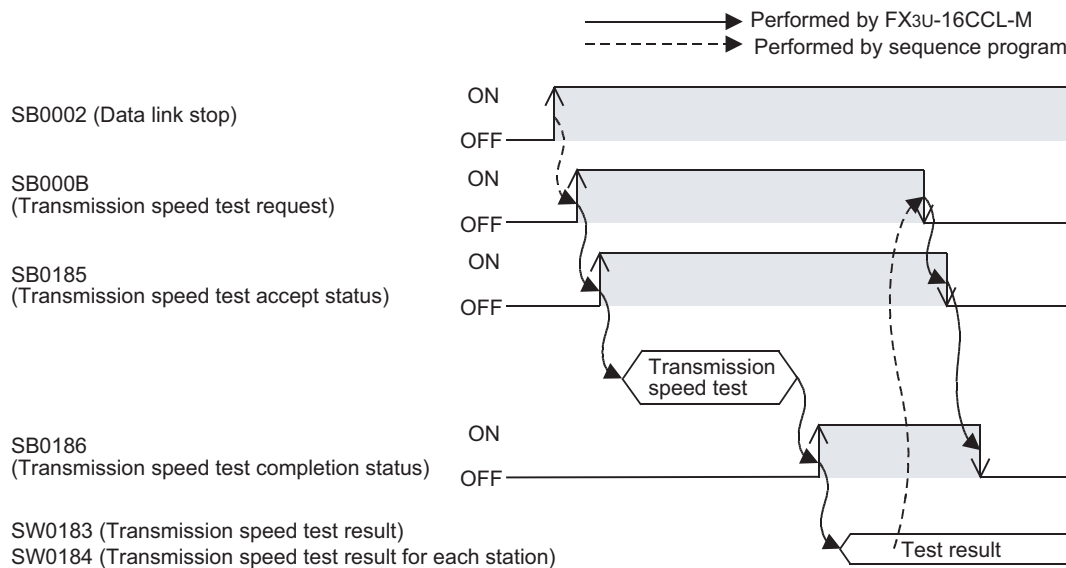 Performed by FX3U-16CCL-M
Performed by sequence program
SB0002 (Data link stop)
ON
OFF
SB000B
(Transmission speed test request)
ON
OFF
SB0185
(Transmission speed test accept status)
ON
OFF
Transmission
speed test
SB0186
(Transmission speed test completion status)
ON
OFF
SW0183 (Transmission speed test result)
SW0184 (Transmission speed test result for each station)
Test result